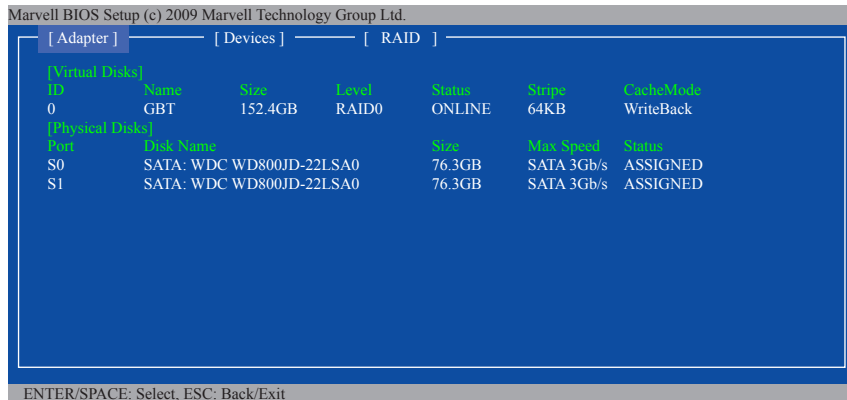 Marvell BIOS Setup (c) 2009 Marvell Technology Group Ltd.
[ Adapter ] [ Devices ] [ RAID ]
[Virtual Disks]
ID Name Size Level Status Stripe CacheMode
0 GBT 152.4GB RAID0 ONLINE 64KB WriteBack
[Physical Disks]
Port Disk Name Size Max Speed Status
S0 SATA: WDC WD800JD-22LSA0 76.3GB SATA 3Gb/s ASSIGNED
S1 SATA: WDC WD800JD-22LSA0 76.3GB SATA 3Gb/s ASSIGNED
ENTER/SPACE: Select, ESC: Back/Exit